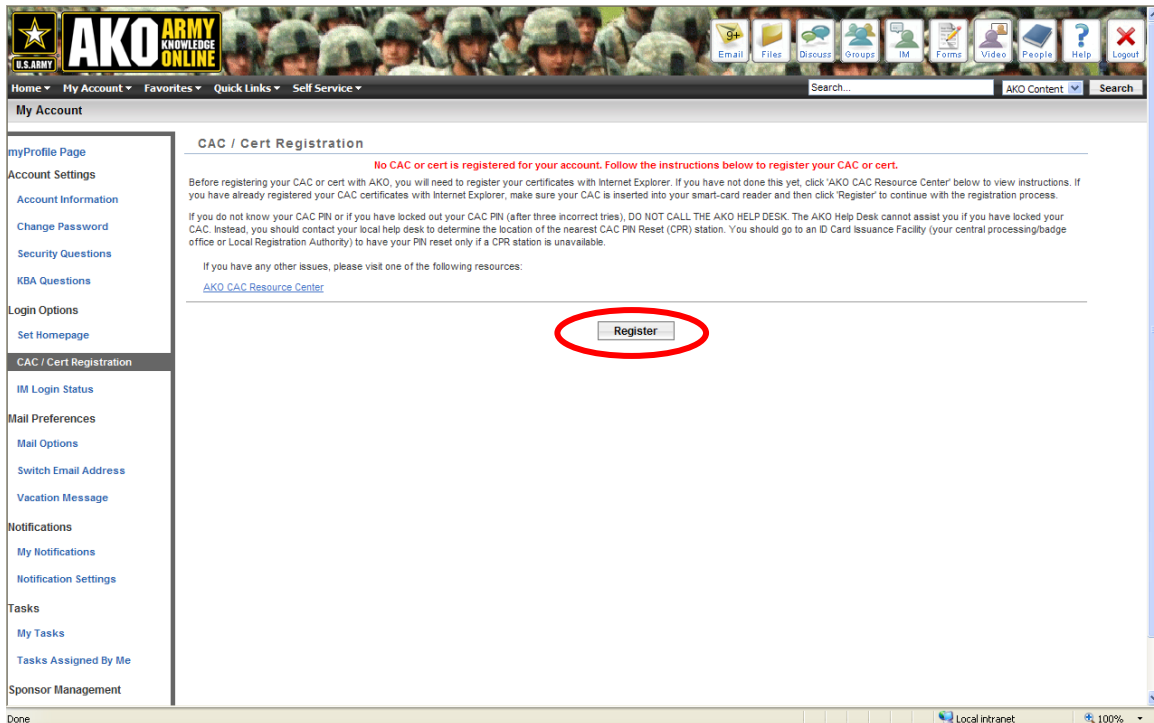 U.S.ARMY
AKO ARMY KNOWLEDGE ONLINE
9+
Email Files Discuss Groups IM Forms Video People Help Logout
Home My Account Favorites Quick Links Self Service Search... AKO Content Search
My Account
myProfile Page
Account Settings
Account Information
Change Password
Security Questions
KBA Questions
Login Options
Set Homepage
CAC / Cert Registration
IM Login Status
Mail Preferences
Mail Options
Switch Email Address
Vacation Message
Notifications
My Notifications
Notification Settings
Tasks
My Tasks
Tasks Assigned By Me
Sponsor Management
CAC / Cert Registration
No CAC or cert is registered for your account. Follow the instructions below to register your CAC or cert.
Before registering your CAC or cert with AKO, you will need to register your certificates with Internet Explorer. If you have not done this yet, click 'AKO CAC Resource Center' below to view instructions. If
you have already registered your CAC certificates with Internet Explorer, make sure your CAC is inserted into your smart-card reader and then click 'Register' to continue with the registration process.
If you do not know your CAC PIN or if you have locked out your CAC PIN (after three incorrect tries), DO NOT CALL THE AKO HELP DESK. The AKO Help Desk cannot assist you if you have locked your
CAC. Instead, you should contact your local help desk to determine the location of the nearest CAC PIN Reset (CPR) station. You should go to an ID Card Issuance Facility (your central processing/badge
office or Local Registration Authority) to have your PIN reset only if a CPR station is unavailable.
If you have any other issues, please visit one of the following resources:
AKO CAC Resource Center
Register
Done Local intranet 100%